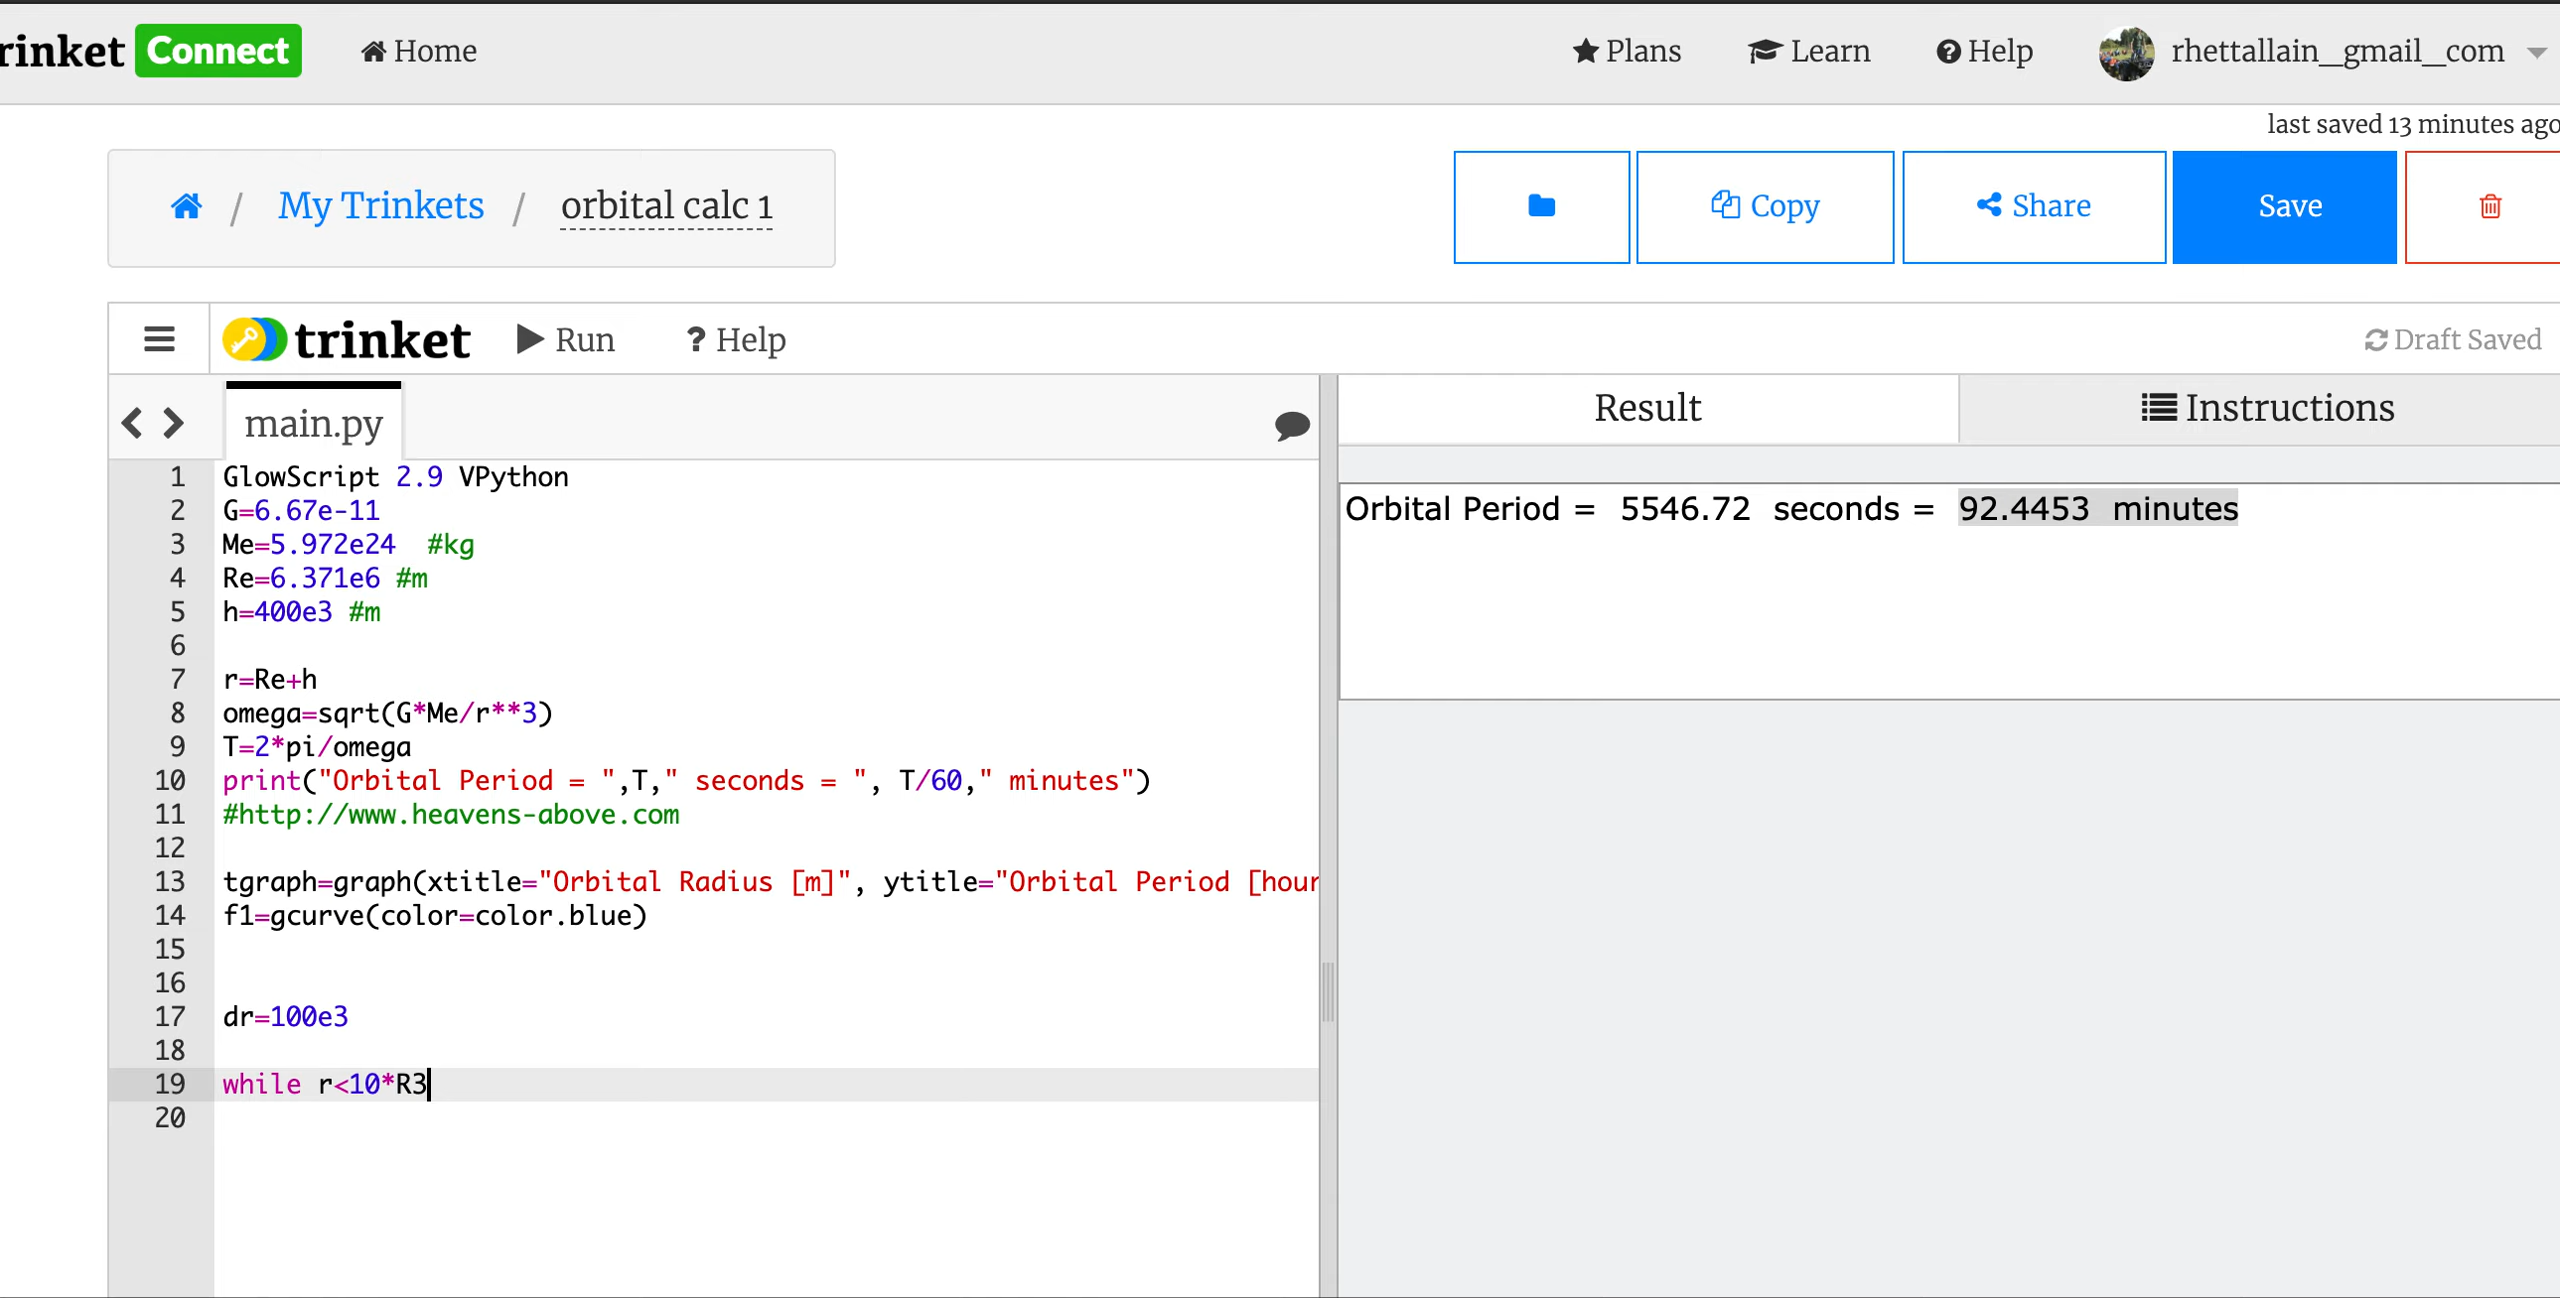 rinket Connect Home Plans Learn Help rhettallain_gmail_com
last saved 13 minutes ago
/ My Trinkets / orbital calc 1 Copy Share Save
trinket Run ? Help Draft Saved
main.py Result Instructions
1 GlowScript 2.9 VPython
2 G=6.67e-11
3 Me=5.972e24  #kg
4 Re=6.371e6 #m
5 h=400e3 #m
6
7 r=Re+h
8 omega=sqrt(G*Me/r**3)
9 T=2*pi/omega
10 print("Orbital Period = ",T," seconds = ", T/60," minutes")
11 #http://www.heavens-above.com
12
13 tgraph=graph(xtitle="Orbital Radius [m]", ytitle="Orbital Period [hour
14 f1=gcurve(color=color.blue)
15
16
17 dr=100e3
18
19 while r<10*R3
20
Orbital Period =  5546.72  seconds =  92.4453  minutes